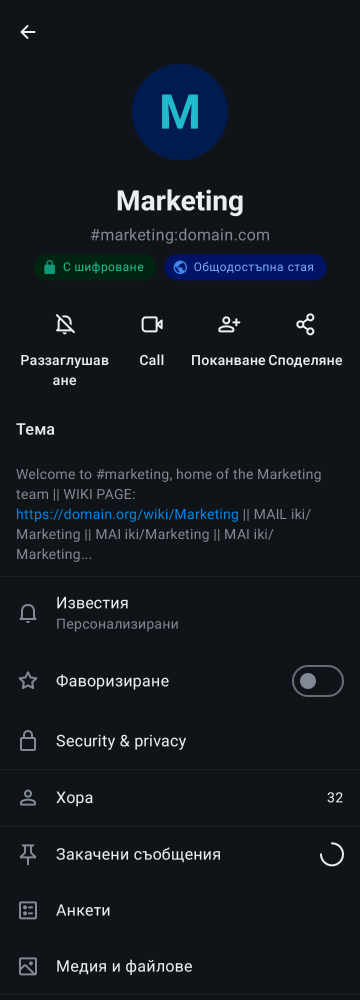 M
Marketing
#marketing:domain.com
С шифроване
Общодостъпна стая
Раззаглушав
ане
Call
Поканване
Споделяне
Тема
Welcome to #marketing, home of the Marketing
team || WIKI PAGE:
https://domain.org/wiki/Marketing || MAIL iki/
Marketing || MAI iki/Marketing || MAI iki/
Marketing...
Известия
Персонализирани
Фаворизиране
Security & privacy
Хора
32
Закачени съобщения
Анкети
Медия и файлове